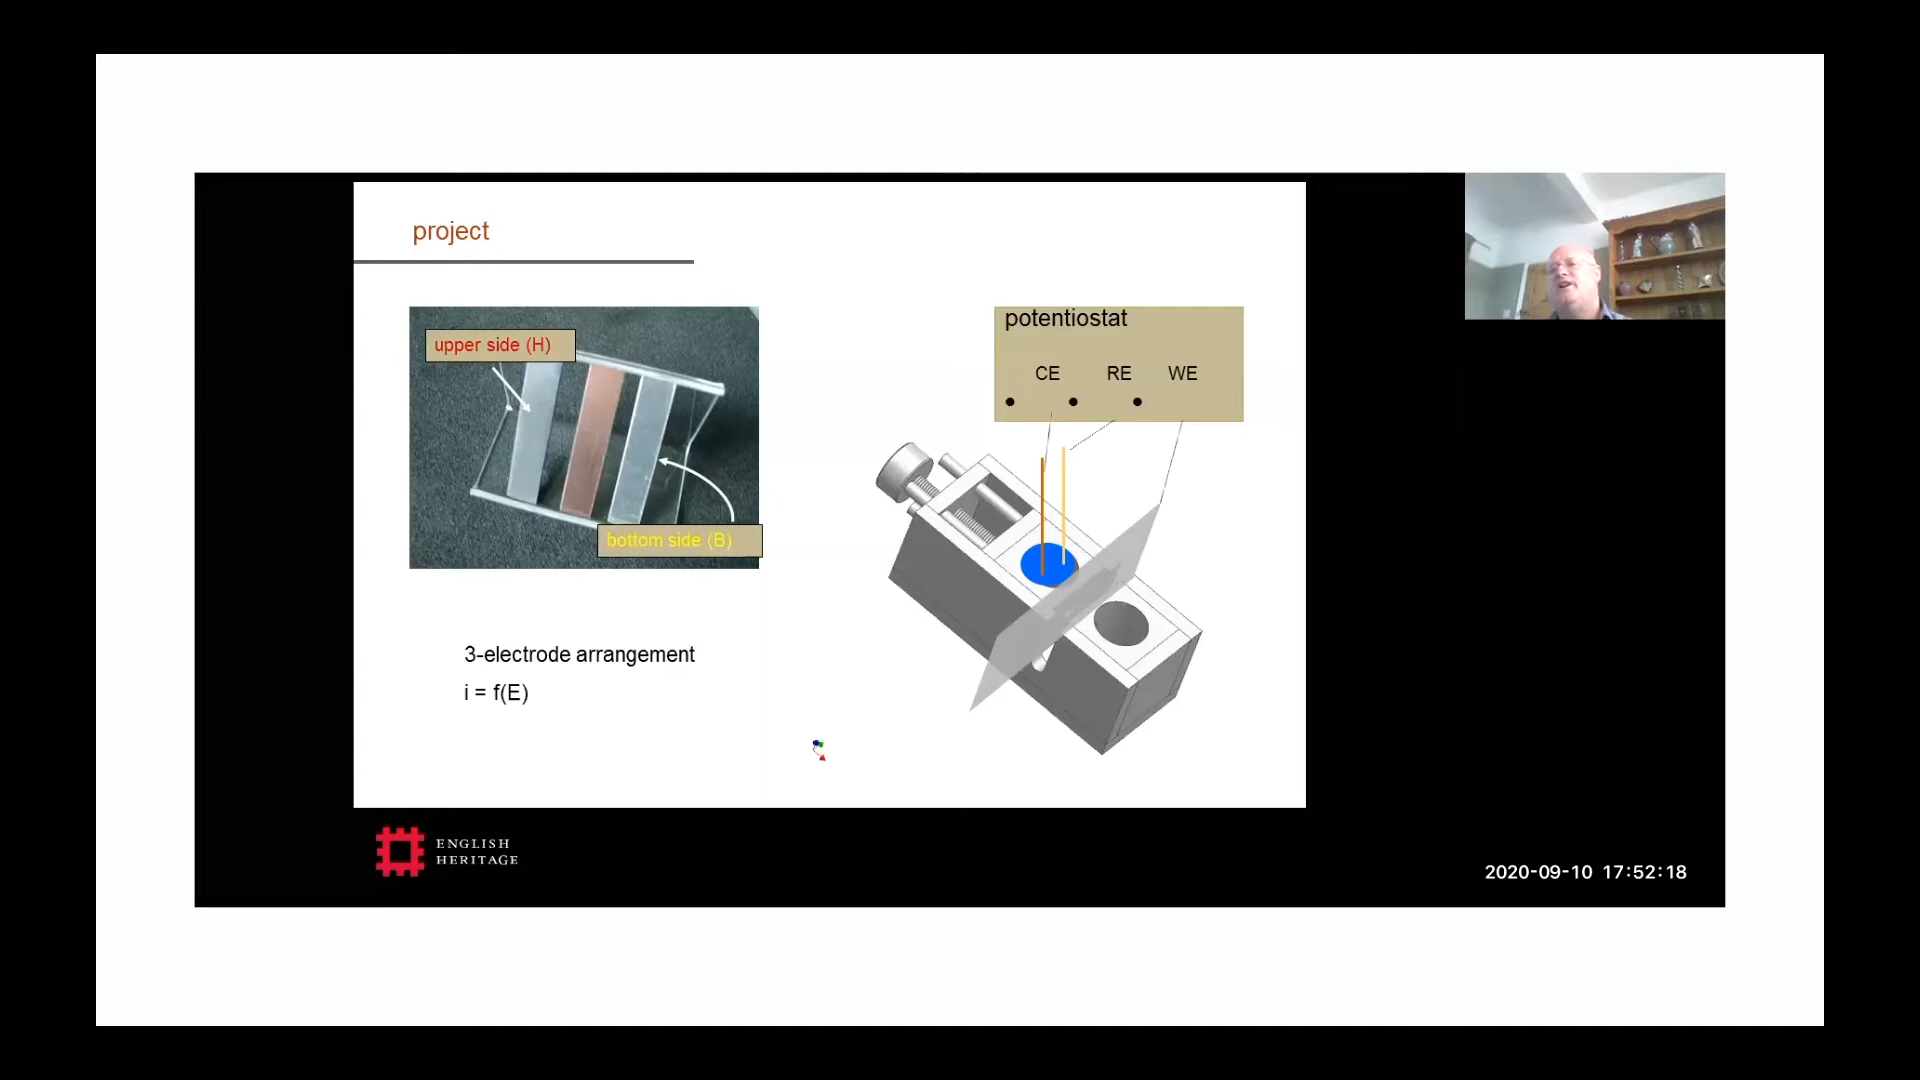 project
upper side (H)
bottom side (B)
potentiostat
CE RE WE
3-electrode arrangement
i = f(E)
ENGLISH
HERITAGE
2020-09-10 17:52:18